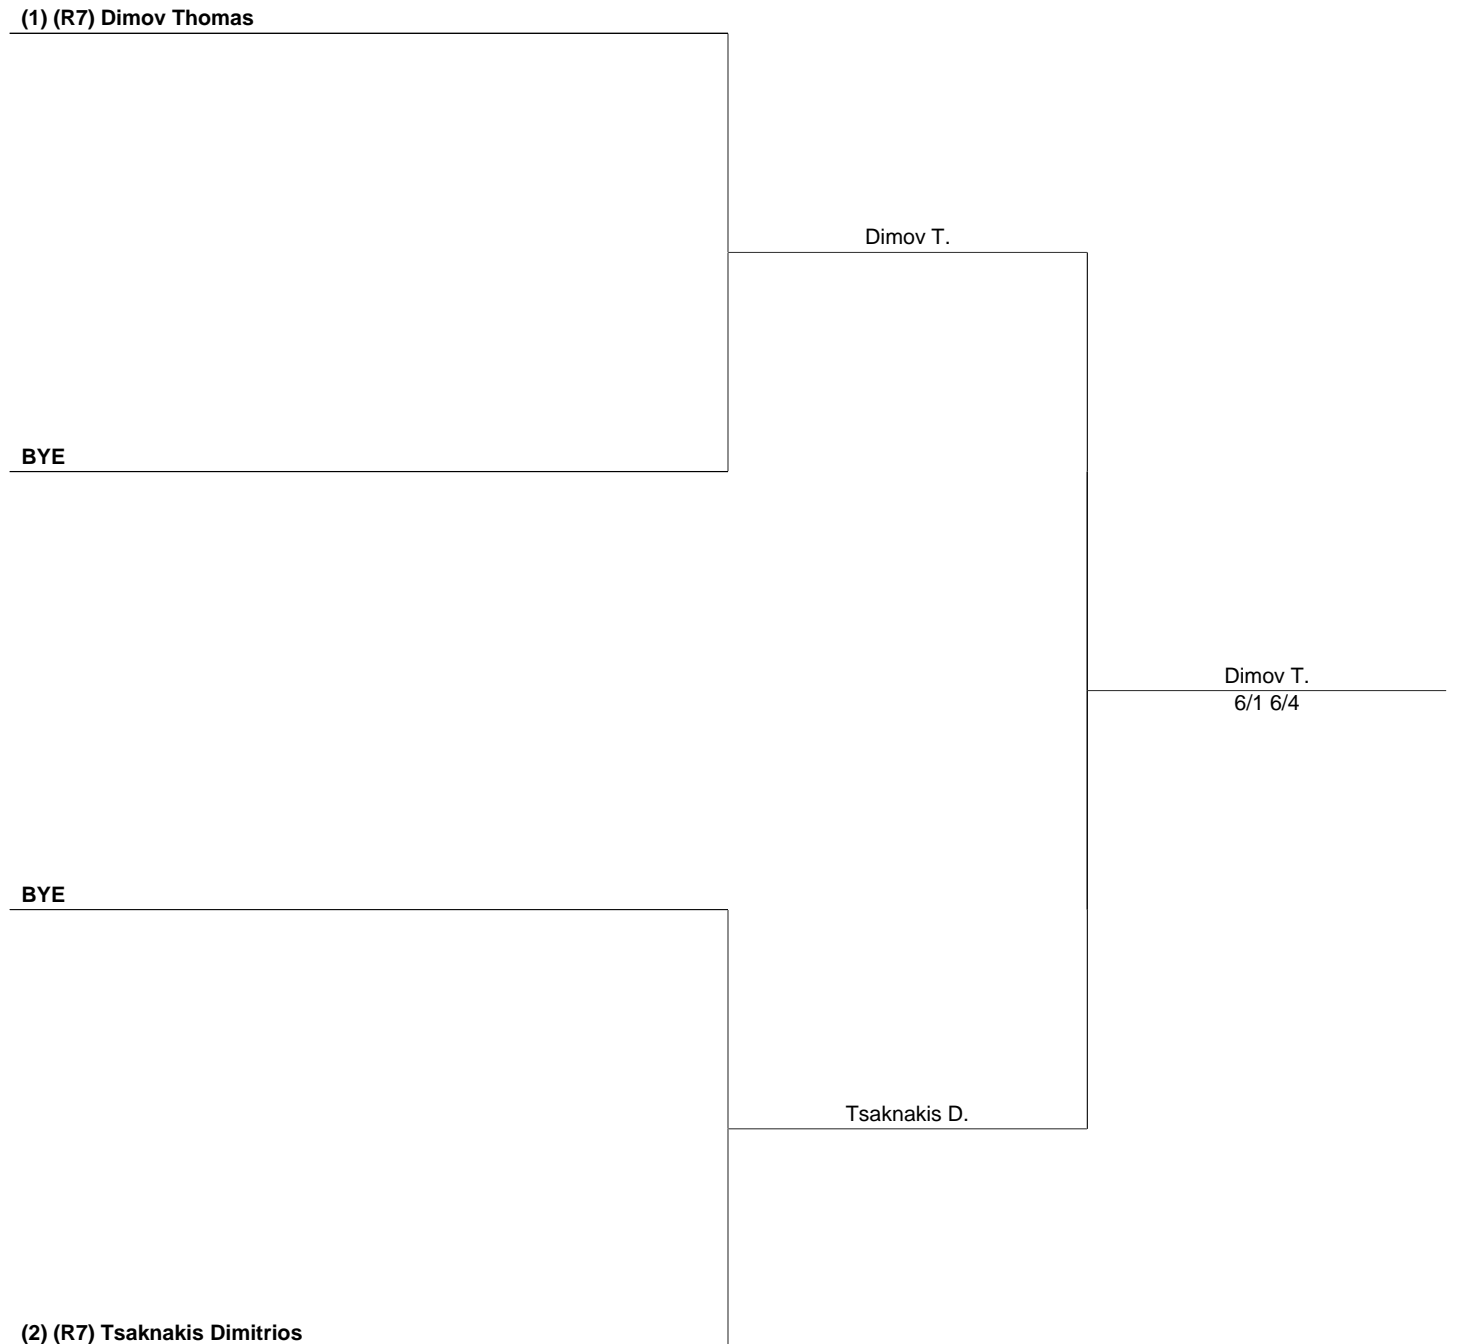 (1) (R7) Dimov Thomas
Dimov T.
BYE
Dimov T.
6/1 6/4
BYE
Tsaknakis D.
(2) (R7) Tsaknakis Dimitrios